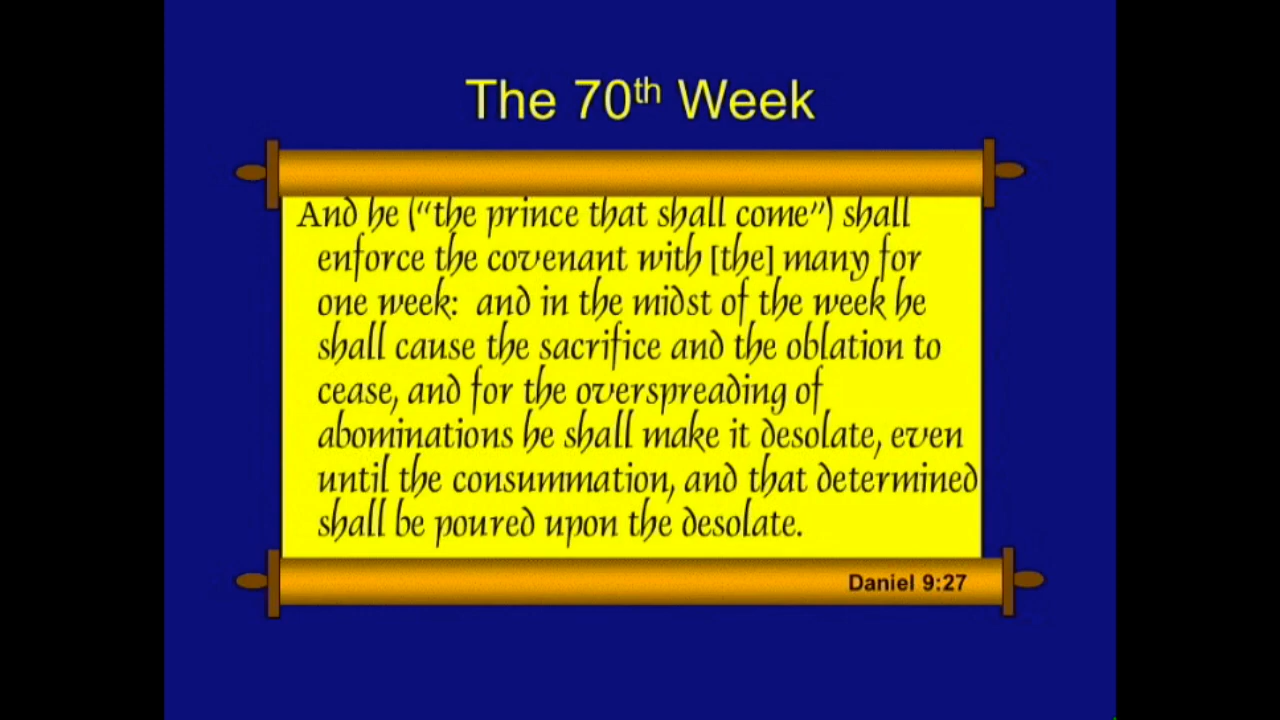 The 70th Week
And he (“the prince that shall come”) shall
enforce the covenant with [the] many for
one week:  and in the midst of the week he
shall cause the sacrifice and the oblation to
cease, and for the overspreading of
abominations he shall make it desolate, even
until the consummation, and that determined
shall be poured upon the desolate.
Daniel 9:27